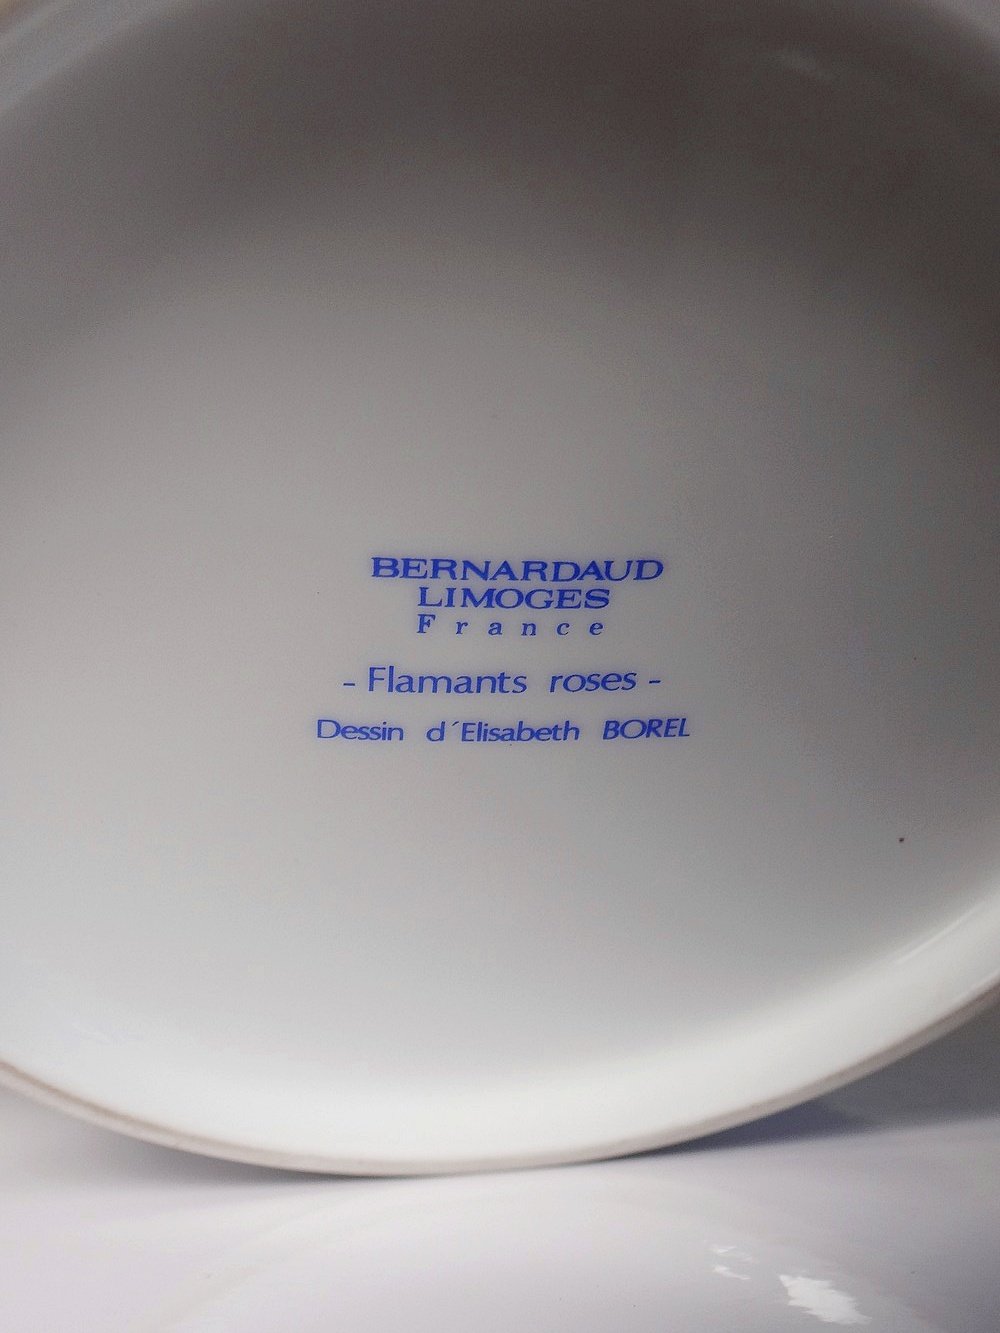 BERNARDAUD
LIMOGES
France
- Flamants roses -
Dessin d´Elisabeth BOREL